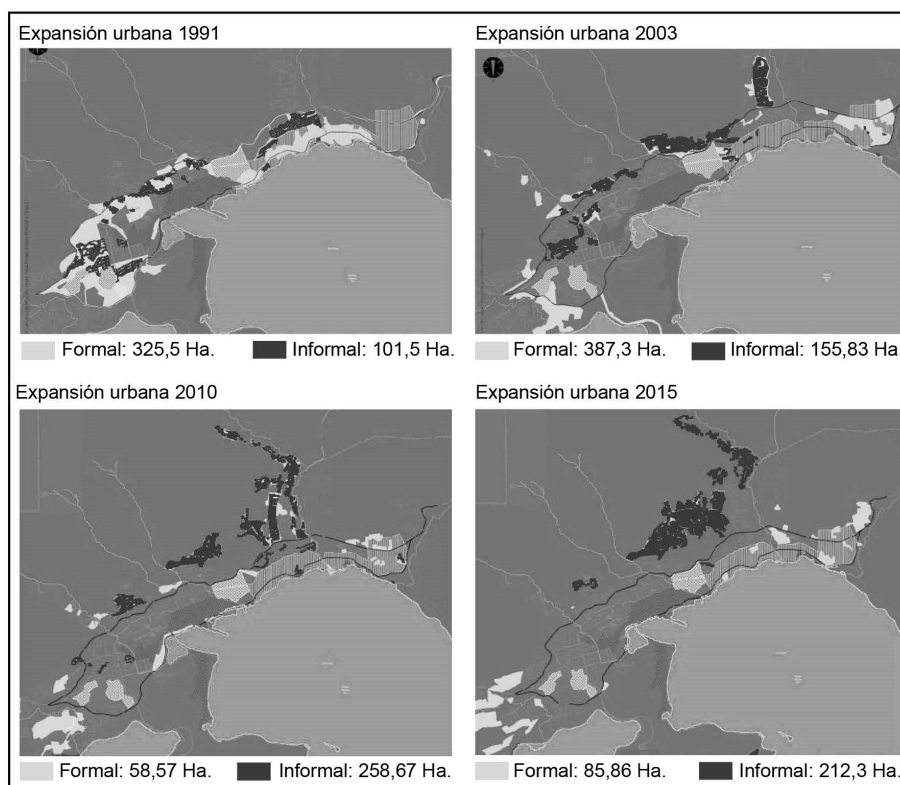 Expansión urbana 1991
Expansión urbana 2003
Formal: 325,5 Ha.
Informal: 101,5 Ha.
Formal: 387,3 Ha.
Informal: 155,83 Ha.
Expansión urbana 2010
Expansión urbana 2015
Formal: 58,57 Ha.
Informal: 258,67 Ha.
Formal: 85,86 Ha.
Informal: 212,3 Ha.